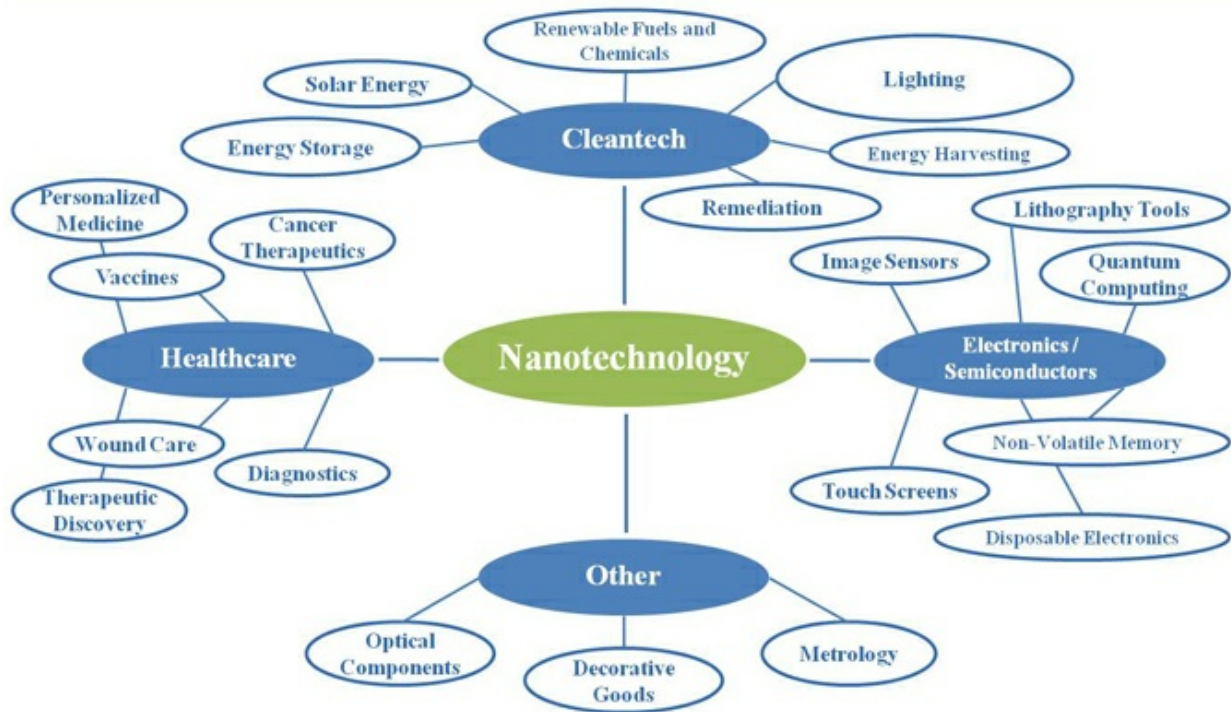 Renewable Fuels and
Chemicals
Solar Energy
Lighting
Cleantech
Energy Storage
Energy Harvesting
Personalized
Medicine
Remediation
Lithography Tools
Cancer
Therapeutics
Image Sensors
Quantum
Computing
Vaccines
Healthcare
Nanotechnology
Electronics /
Semiconductors
Wound Care
Non-Volatile Memory
Diagnostics
Touch Screens
Therapeutic
Discovery
Disposable Electronics
Other
Optical
Components
Metrology
Decorative
Goods